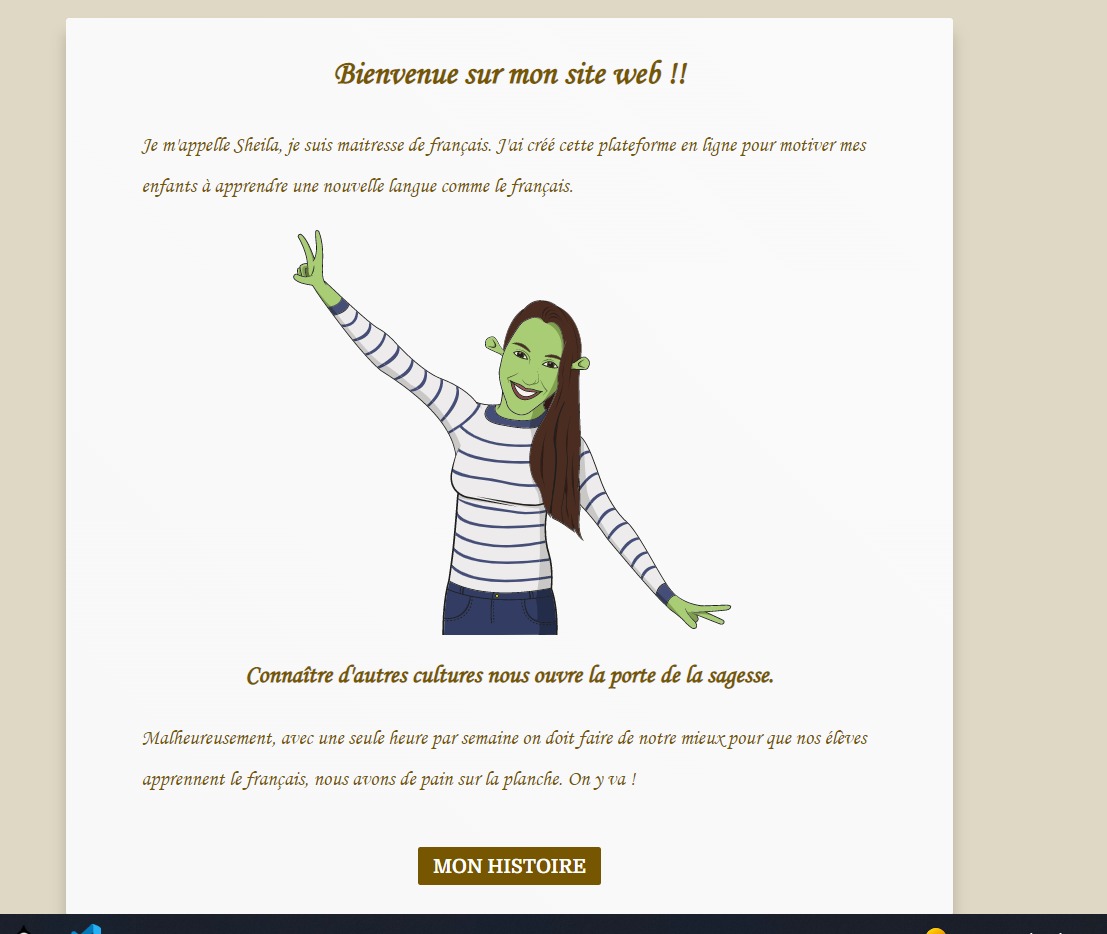 Bienvenue sur mon site web !!
Je m'appelle Sheila, je suis maitresse de français. J'ai créé cette plateforme en ligne pour motiver mes
enfants à apprendre une nouvelle langue comme le français.
Connaître d'autres cultures nous ouvre la porte de la sagesse.
Malheureusement, avec une seule heure par semaine on doit faire de notre mieux pour que nos élèves
apprennent le français, nous avons de pain sur la planche. On y va !
MON HISTOIRE